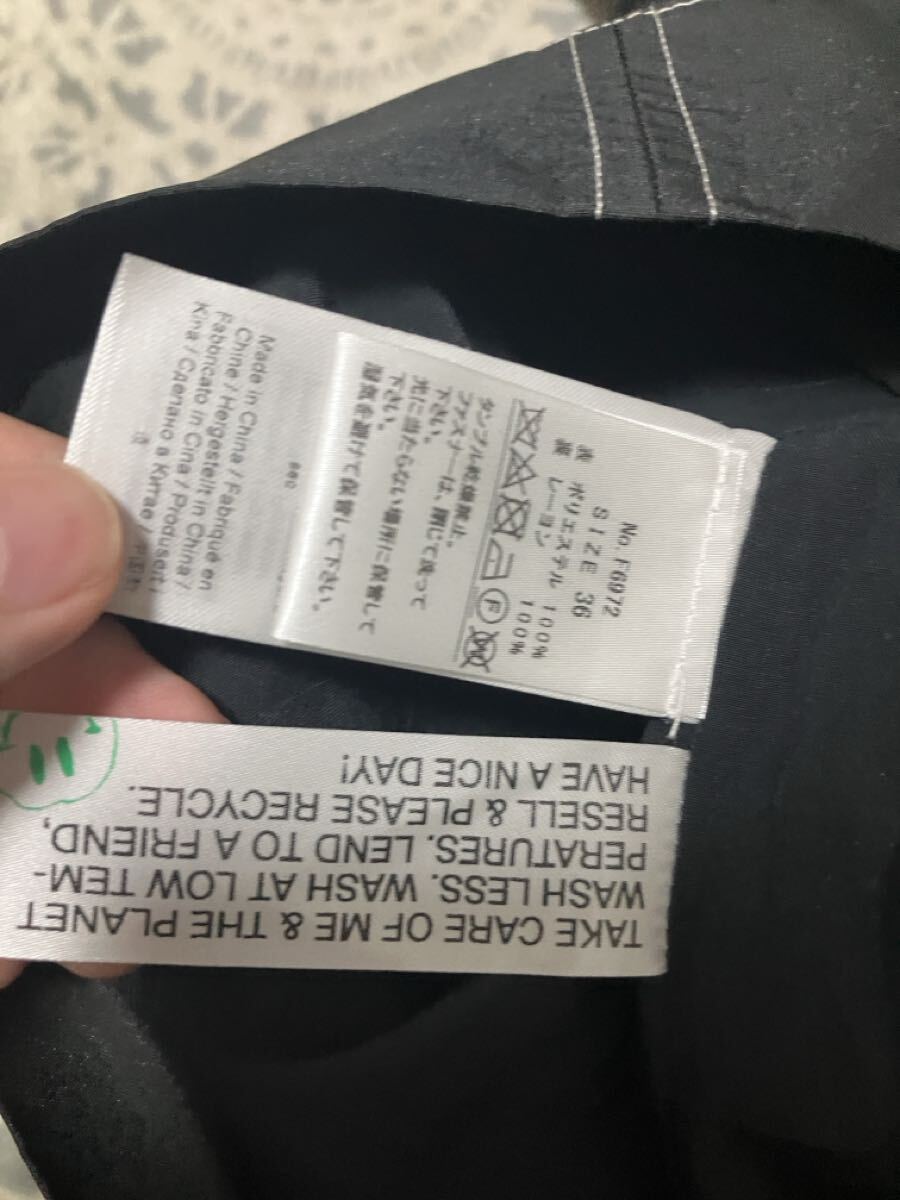 No. F6972
SIZE 36
ポリエステル 100%
レーヨン 100%
F
タンブル乾燥禁止。
ファスナーは、閉じて洗って
下さい。
光に当たらない場所に保管して
下さい。
湿気を避けて保管して下さい。
Made in China / Fabriqué en
Chine / Hergestellt in China /
Fabbricato in Cina / Produsert i
Kina / Сделано в Китае /
TAKE CARE OF ME & THE PLANET
WASH LESS. WASH AT LOW TEM-
PERATURES. LEND TO A FRIEND,
RESELL & PLEASE RECYCLE.
HAVE A NICE DAY!